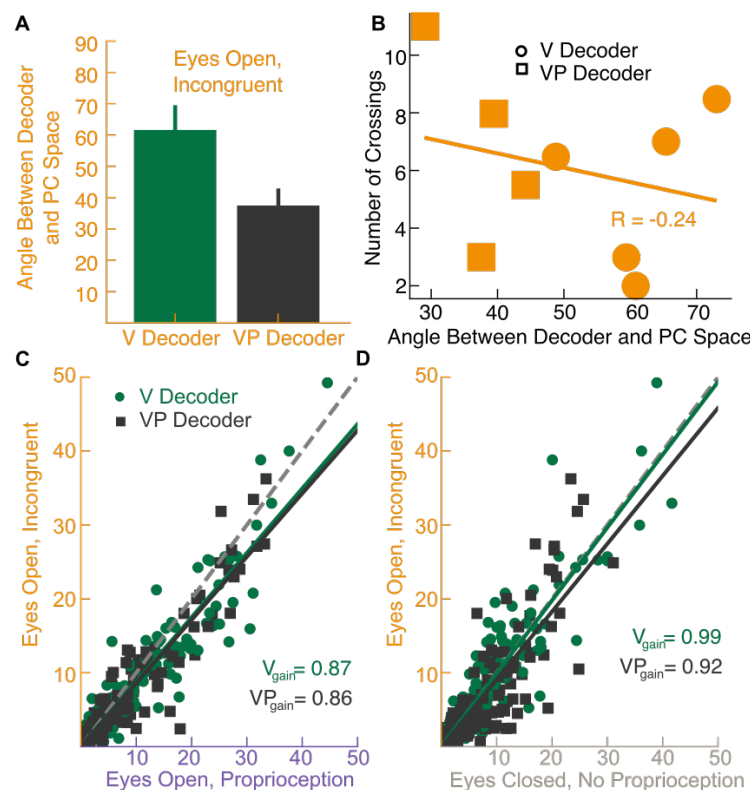 A
Angle Between Decoder
and PC Space
90
80
70
60
50
40
30
20
10
Eyes Open,
Incongruent
V Decoder
VP Decoder
B
Number of Crossings
10
8
6
4
2
V Decoder
VP Decoder
R = -0.24
30
40
50
60
70
Angle Between Decoder and PC Space
C
Eyes Open, Incongruent
50
40
30
20
10
V Decoder
VP Decoder
Vgain= 0.87
VPgain= 0.86
10
20
30
40
50
Eyes Open, Proprioception
D
Eyes Open, Incongruent
50
40
30
20
10
Vgain= 0.99
VPgain= 0.92
10
20
30
40
50
Eyes Closed, No Proprioception